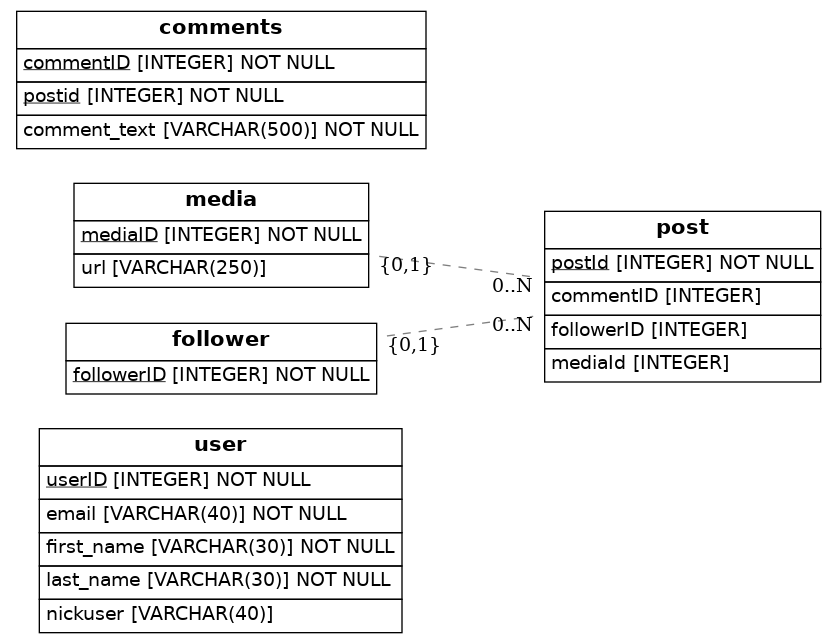 comments
commentID [INTEGER] NOT NULL
postid [INTEGER] NOT NULL
comment_text [VARCHAR(500)] NOT NULL
media
mediaID [INTEGER] NOT NULL
url [VARCHAR(250)]
{0,1}
0..N
post
postId [INTEGER] NOT NULL
commentID [INTEGER]
followerID [INTEGER]
mediaId [INTEGER]
follower
followerID [INTEGER] NOT NULL
{0,1}
0..N
user
userID [INTEGER] NOT NULL
email [VARCHAR(40)] NOT NULL
first_name [VARCHAR(30)] NOT NULL
last_name [VARCHAR(30)] NOT NULL
nickuser [VARCHAR(40)]